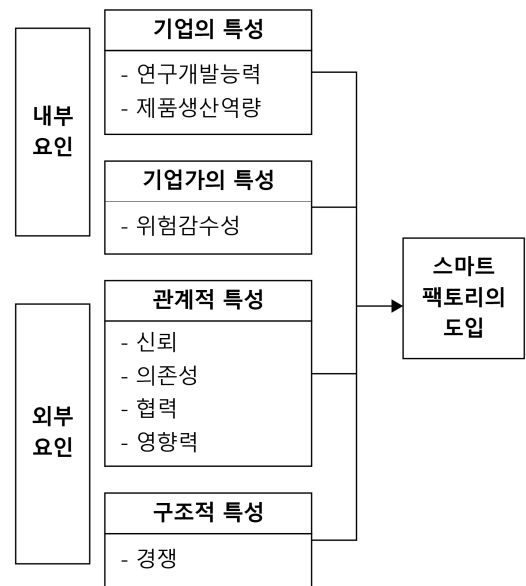 내부
요인
기업의 특성
- 연구개발능력
- 제품생산역량
기업가의 특성
- 위험감수성
외부
요인
관계적 특성
- 신뢰
- 의존성
- 협력
- 영향력
구조적 특성
- 경쟁
스마트
팩토리의
도입